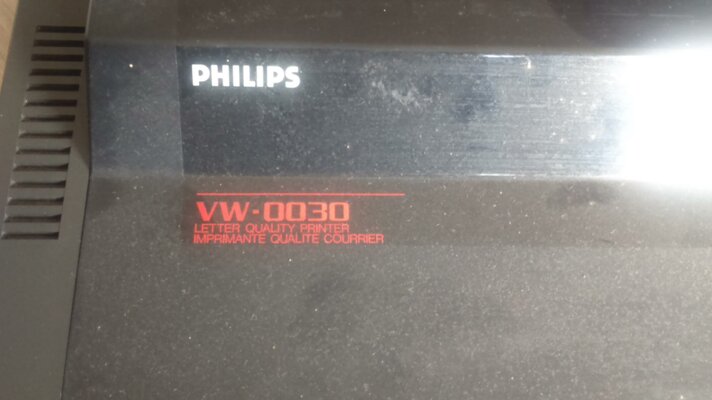 PHILIPS
VW-0030
LETTER QUALITY PRINTER
IMPRIMANTE QUALITE COURRIER